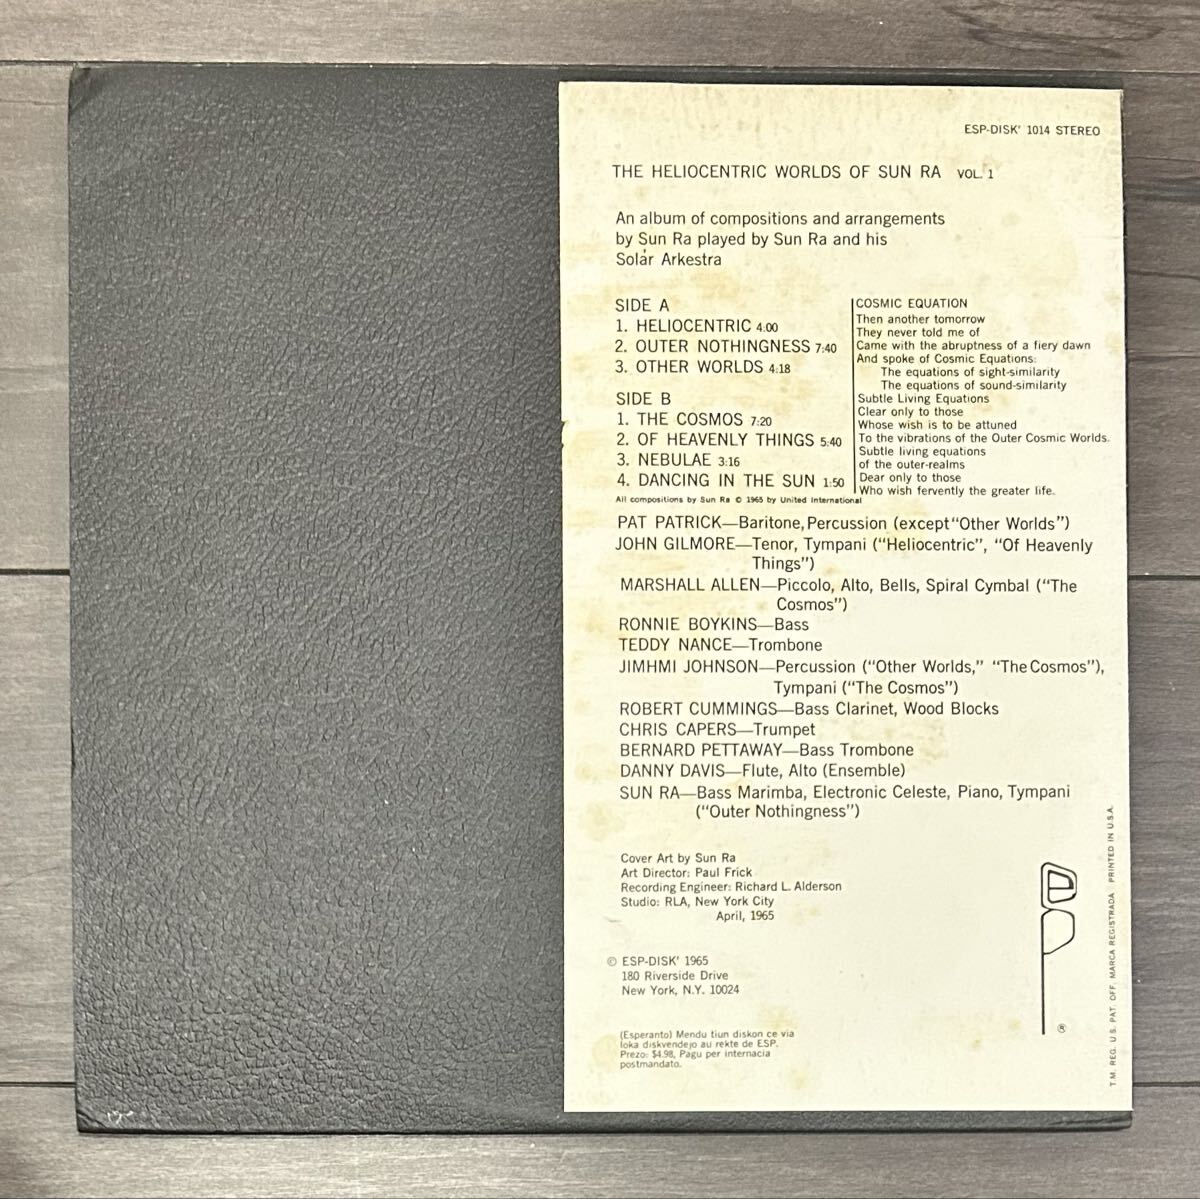 ESP-DISK' 1014 STEREO
THE HELIOCENTRIC WORLDS OF SUN RA VOL. 1
An album of compositions and arrangements
by Sun Ra played by Sun Ra and his
Solar Arkestra
SIDE A
1. HELIOCENTRIC 4:00
2. OUTER NOTHINGNESS 7:40
3. OTHER WORLDS 4:18
SIDE B
1. THE COSMOS 7:20
2. OF HEAVENLY THINGS 5:40
3. NEBULAE 3:16
4. DANCING IN THE SUN 1:50
All compositions by Sun Ra © 1965 by United International
COSMIC EQUATION
Then another tomorrow
They never told me of
Came with the abruptness of a fiery dawn
And spoke of Cosmic Equations:
The equations of sight-similarity
The equations of sound-similarity
Subtle Living Equations
Clear only to those
Whose wish is to be attuned
To the vibrations of the Outer Cosmic Worlds.
Subtle living equations
of the outer-realms
Dear only to those
Who wish fervently the greater life.
PAT PATRICK—Baritone, Percussion (except "Other Worlds")
JOHN GILMORE—Tenor, Tympani ("Heliocentric", "Of Heavenly
Things")
MARSHALL ALLEN—Piccolo, Alto, Bells, Spiral Cymbal ("The
Cosmos")
RONNIE BOYKINS—Bass
TEDDY NANCE—Trombone
JIMHMI JOHNSON—Percussion ("Other Worlds," "The Cosmos"),
Tympani ("The Cosmos")
ROBERT CUMMINGS—Bass Clarinet, Wood Blocks
CHRIS CAPERS—Trumpet
BERNARD PETTAWAY—Bass Trombone
DANNY DAVIS—Flute, Alto (Ensemble)
SUN RA—Bass Marimba, Electronic Celeste, Piano, Tympani
("Outer Nothingness")
Cover Art by Sun Ra
Art Director: Paul Frick
Recording Engineer: Richard L. Alderson
Studio: RLA, New York City
April, 1965
© ESP-DISK' 1965
180 Riverside Drive
New York, N.Y. 10024
(Esperanto) Mendu tiun diskon ce via
loka diskvendejo au rekte de ESP.
Prezo: $4.98, Pagu per internacia
postmandato.
®
T.M. REG. U.S. PAT. OFF. MARCA REGISTRADA PRINTED IN U.S.A.